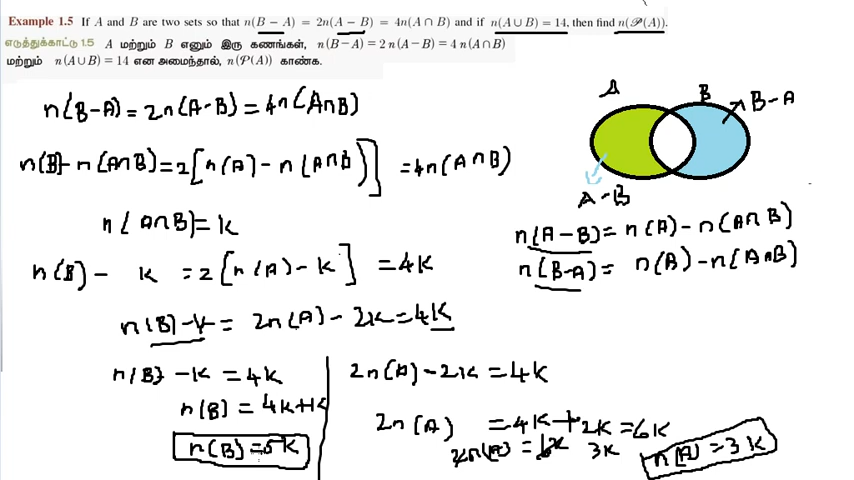 Example 1.5 If A and B are two sets so that n(B − A) = 2n(A − B) = 4n(A ∩ B) and if n(A ∪ B) = 14, then find n(𝒫(A)).
எடுத்துக்காட்டு 1.5 A மற்றும் B எனும் இரு கணங்கள், n(B−A) = 2 n(A−B) = 4 n(A∩B)
மற்றும் n(A∪B) = 14 என அமைந்தால், n(𝒫(A)) காண்க.
n(B-A) = 2n(A-B) = 4n(A∩B)
A B
B-A
n(B)- n(A∩B) = 2[n(A) - n(A∩B)] = 4n(A∩B)
A-B
n(A∩B) = k
n(A-B) = n(A) - n(A∩B)
n(B-A) = n(B) - n(A∩B)
n(B) - k = 2[n(A) - k] = 4k
n(B) - k = 2n(A) - 2k = 4k
n(B) - k = 4k
n(B) = 4k+k
n(B) = 5k
2n(A) - 2k = 4k
2n(A) = 4k + 2k = 6k
2n(A) = 6k 3k
n(A) = 3k